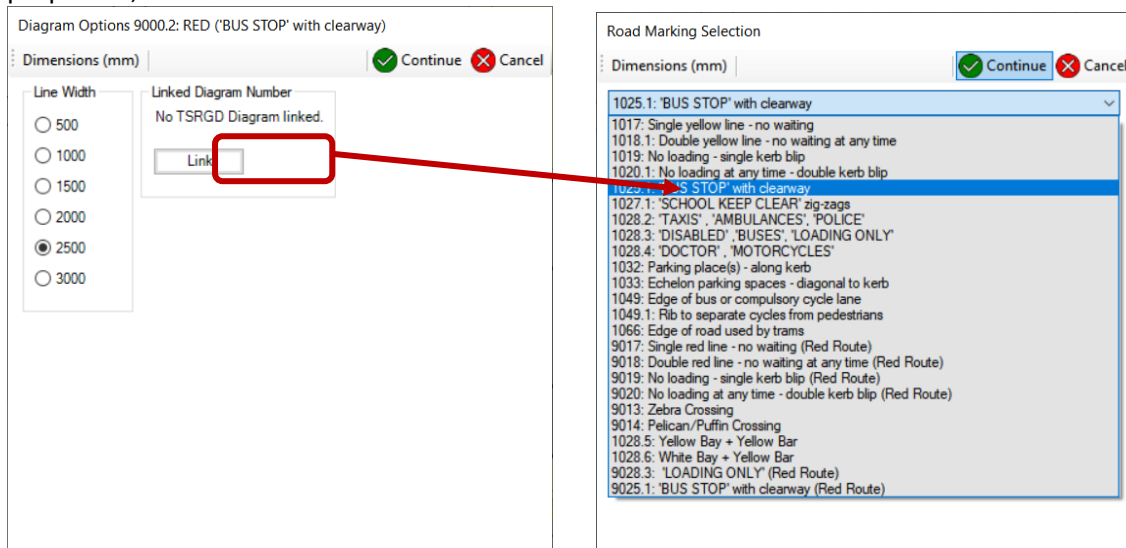 Diagram Options 9000.2: RED ('BUS STOP' with clearway)
Dimensions (mm)
Continue
Cancel
Line Width
500
1000
1500
2000
2500
3000
Linked Diagram Number
No TSRGD Diagram linked.
Link
Road Marking Selection
Dimensions (mm)
Continue
Cancel
1025.1: 'BUS STOP' with clearway
1017: Single yellow line - no waiting
1018.1: Double yellow line - no waiting at any time
1019: No loading - single kerb blip
1020.1: No loading at any time - double kerb blip
1025.1: 'BUS STOP' with clearway
1027.1: 'SCHOOL KEEP CLEAR' zig-zags
1028.2: 'TAXIS' , 'AMBULANCES', 'POLICE'
1028.3: 'DISABLED' ,'BUSES', 'LOADING ONLY'
1028.4: 'DOCTOR' , 'MOTORCYCLES'
1032: Parking place(s) - along kerb
1033: Echelon parking spaces - diagonal to kerb
1049: Edge of bus or compulsory cycle lane
1049.1: Rib to separate cycles from pedestrians
1066: Edge of road used by trams
9017: Single red line - no waiting (Red Route)
9018: Double red line - no waiting at any time (Red Route)
9019: No loading - single kerb blip (Red Route)
9020: No loading at any time - double kerb blip (Red Route)
9013: Zebra Crossing
9014: Pelican/Puffin Crossing
1028.5: Yellow Bay + Yellow Bar
1028.6: White Bay + Yellow Bar
9028.3:  'LOADING ONLY' (Red Route)
9025.1: 'BUS STOP' with clearway (Red Route)